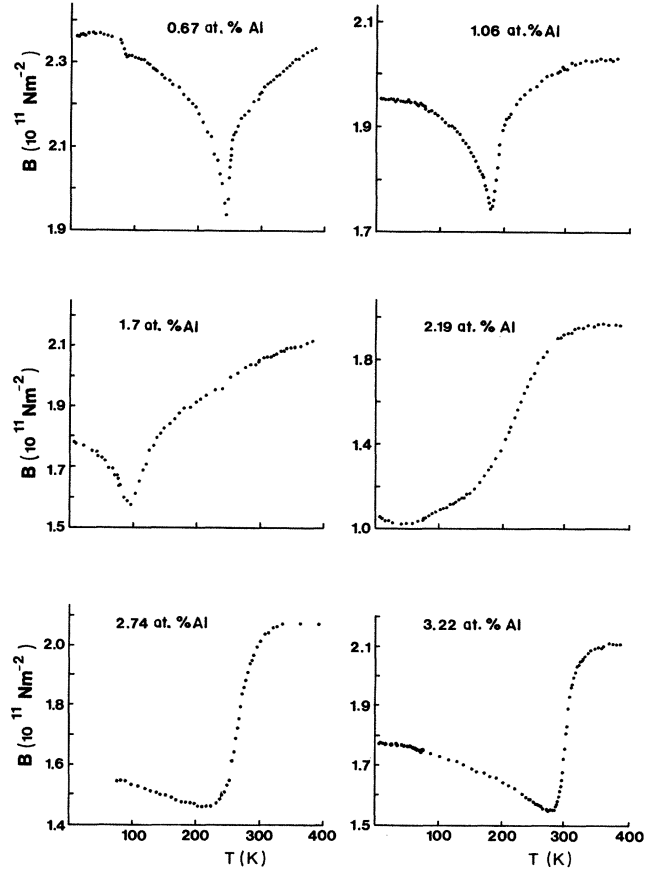 0.67 at. % Al
2.3
2.1
1.9
B (10 11 Nm-2)
1.06 at. %Al
2.1
1.9
1.7
1.7 at. %Al
2.1
1.9
1.7
1.5
B (10 11 Nm-2)
2.19 at. % Al
1.8
1.4
1.0
2.74 at. %Al
2.0
1.8
1.6
1.4
B (10 11 Nm-2)
100 200 300 400
T (K)
3.22 at. % Al
2.1
1.9
1.7
1.5
100 200 300 400
T (K)